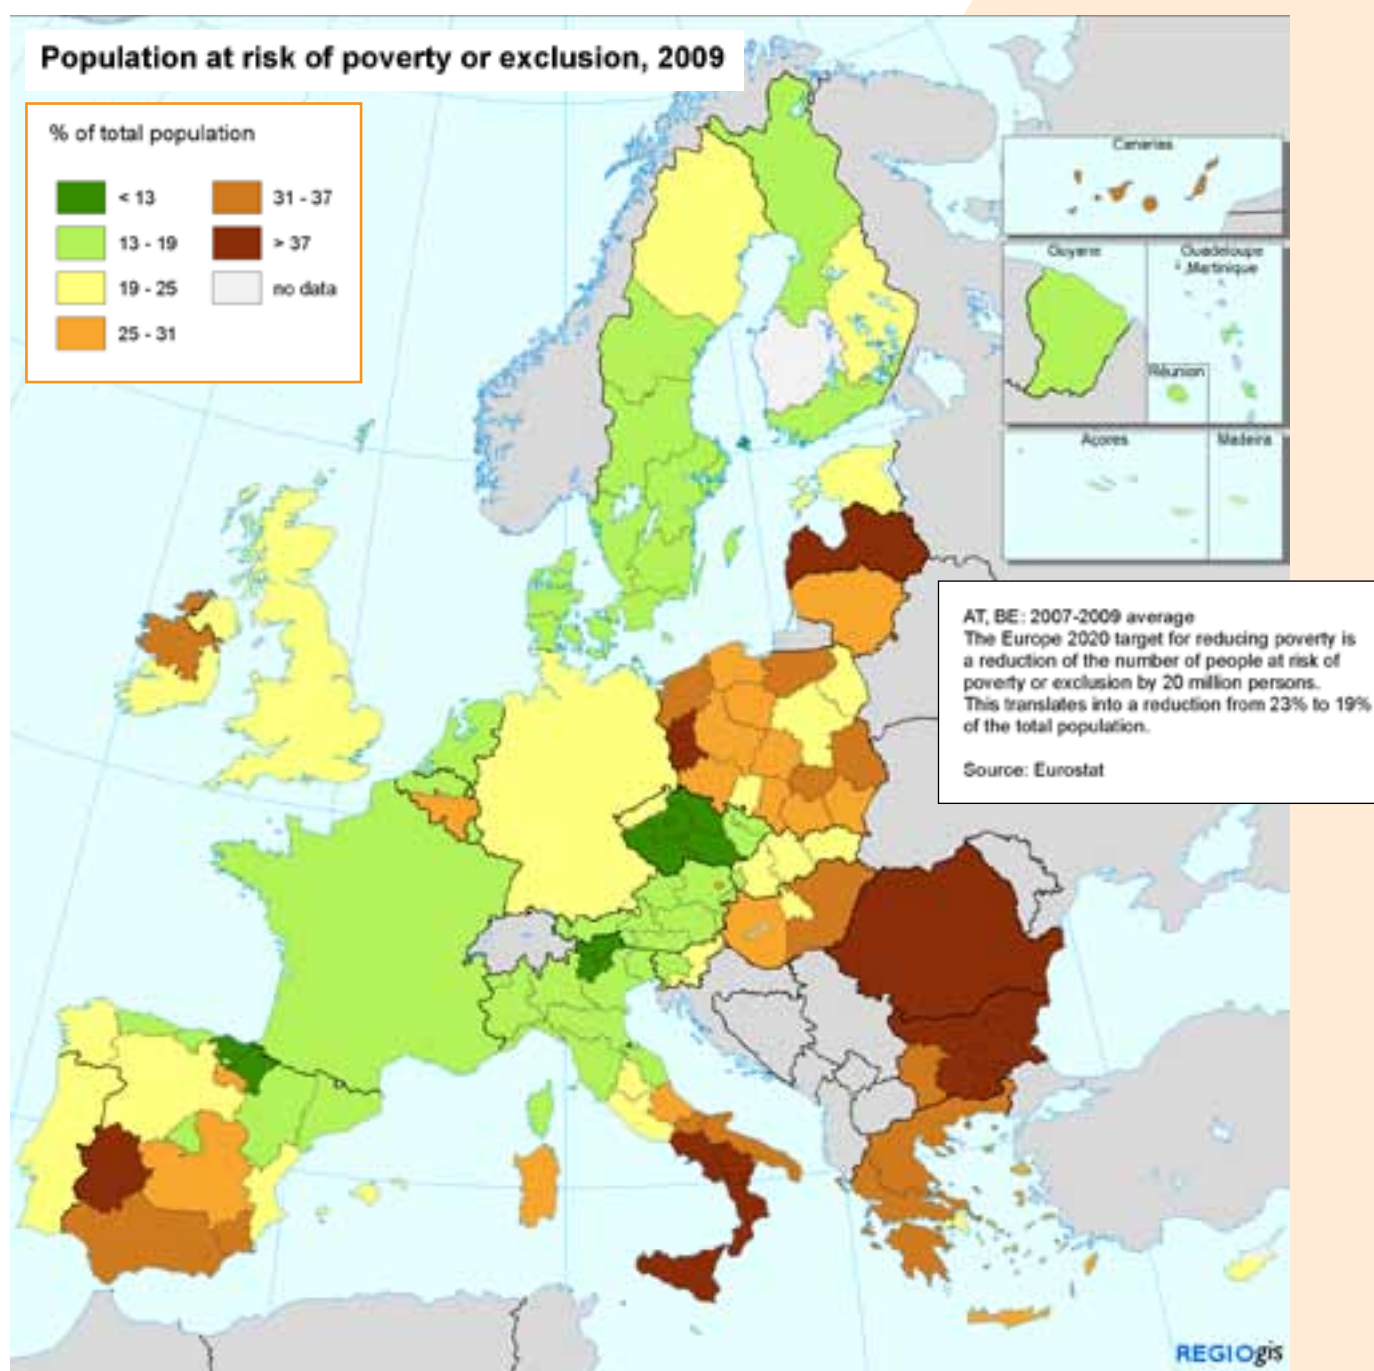 Population at risk of poverty or exclusion, 2009
% of total population
< 13
13 - 19
19 - 25
25 - 31
31 - 37
> 37
no data
Canarias
Guyane
Guadeloupe
Martinique
Réunion
Açores
Madeira
AT, BE: 2007-2009 average
The Europe 2020 target for reducing poverty is
a reduction of the number of people at risk of
poverty or exclusion by 20 million persons.
This translates into a reduction from 23% to 19%
of the total population.
Source: Eurostat
REGIOgis